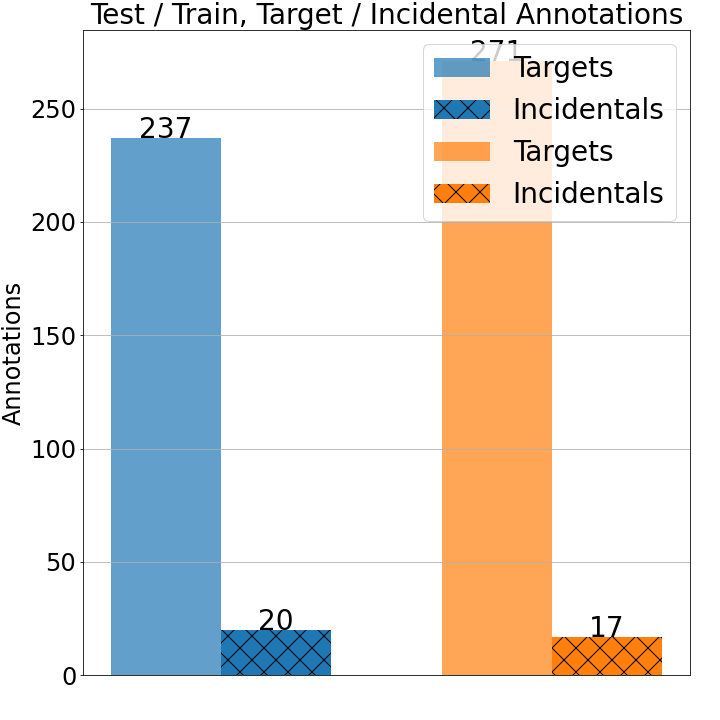 Test / Train, Target / Incidental Annotations
271
Targets
Incidentals
Targets
Incidentals
237
20
17
250
200
150
100
50
0
Annotations